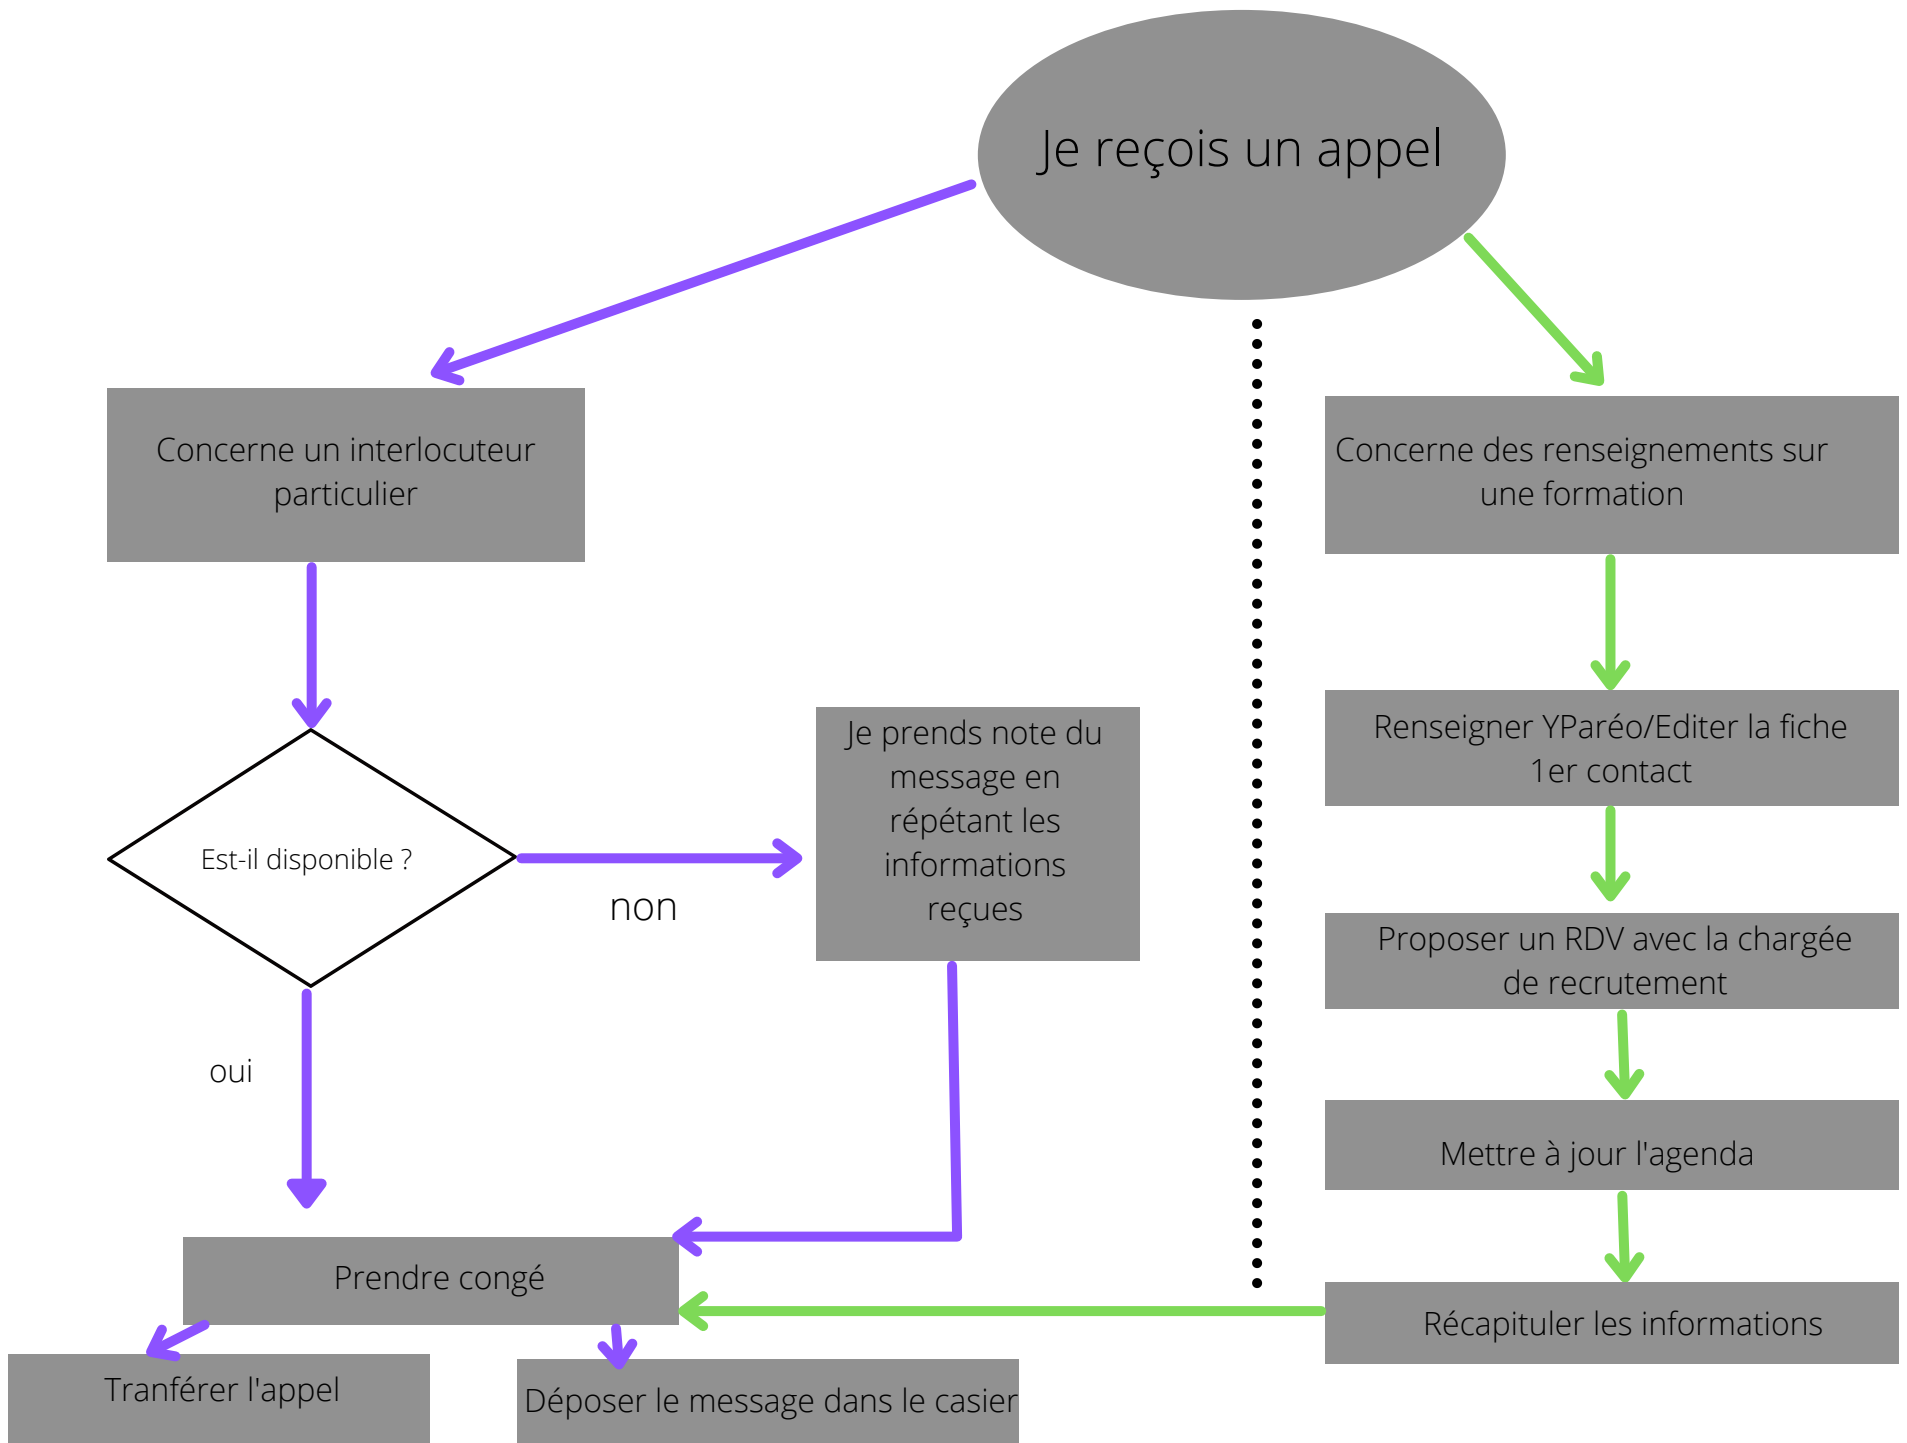 Je reçois un appel
Concerne un interlocuteur
particulier
Concerne des renseignements sur
une formation
Est-il disponible ?
non
Je prends note du
message en
répétant les
informations
reçues
Renseigner YParéo/Editer la fiche
1er contact
Proposer un RDV avec la chargée
de recrutement
oui
Mettre à jour l'agenda
Prendre congé
Récapituler les informations
Tranférer l'appel
Déposer le message dans le casier